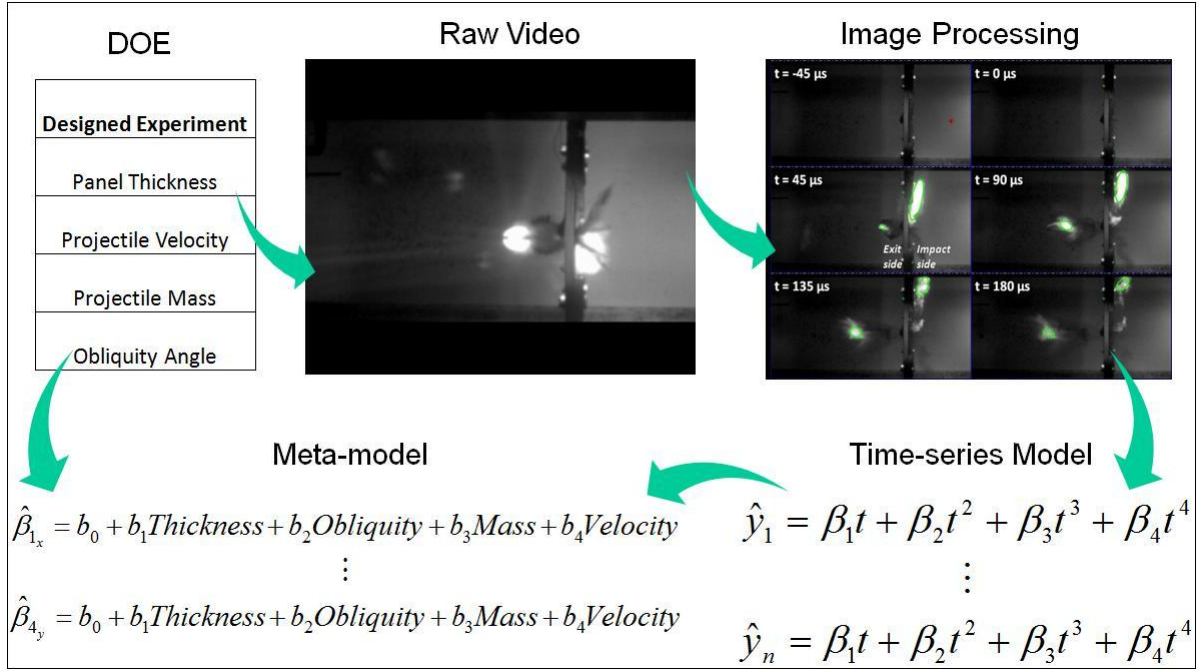 DOE
Designed Experiment
Panel Thickness
Projectile Velocity
Projectile Mass
Obliquity Angle
Raw Video
Image Processing
t = -45 µs
t = 0 µs
t = 45 µs
Exit side
Impact side
t = 90 µs
t = 135 µs
t = 180 µs
Meta-model
β̂₁ₓ = b₀ + b₁Thickness + b₂Obliquity + b₃Mass + b₄Velocity
⋮
β̂₄ᵧ = b₀ + b₁Thickness + b₂Obliquity + b₃Mass + b₄Velocity
Time-series Model
ŷ₁ = β₁t + β₂t² + β₃t³ + β₄t⁴
⋮
ŷₙ = β₁t + β₂t² + β₃t³ + β₄t⁴